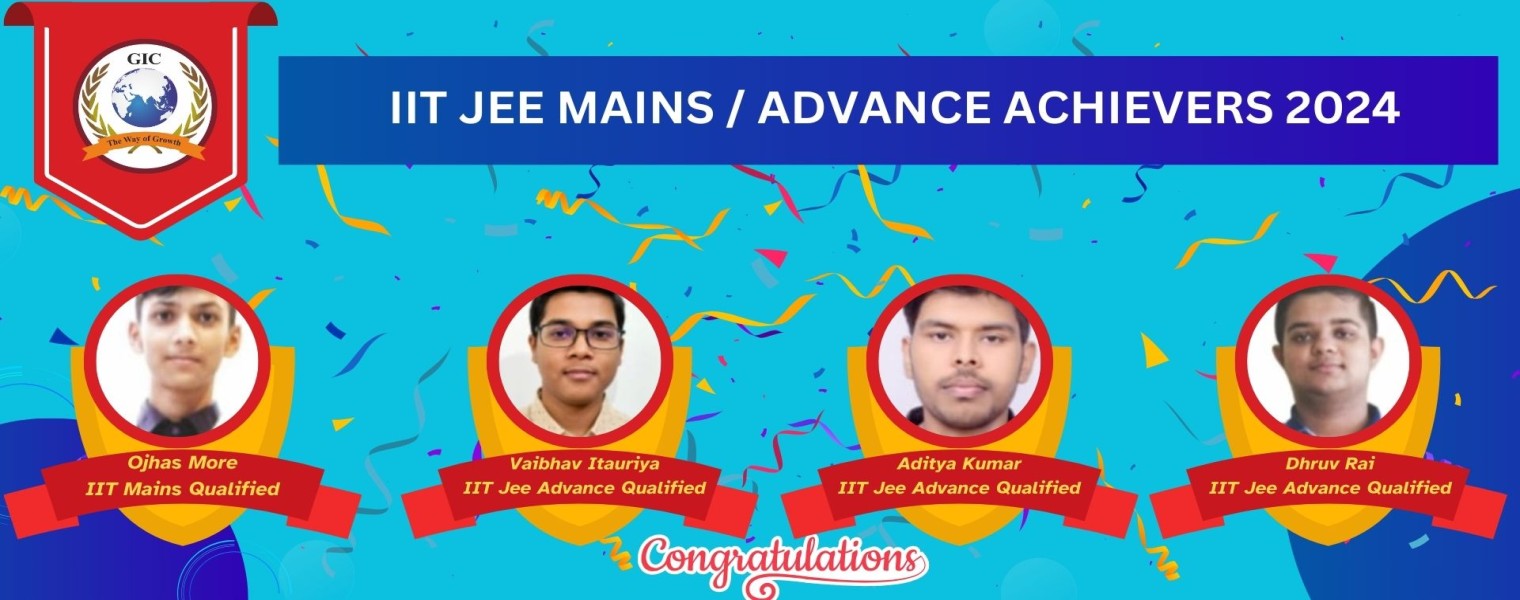 GIC
The Way of Growth
IIT JEE MAINS / ADVANCE ACHIEVERS 2024
Ojhas More
IIT Mains Qualified
Vaibhav Itauriya
IIT Jee Advance Qualified
Aditya Kumar
IIT Jee Advance Qualified
Dhruv Rai
IIT Jee Advance Qualified
Congratulations